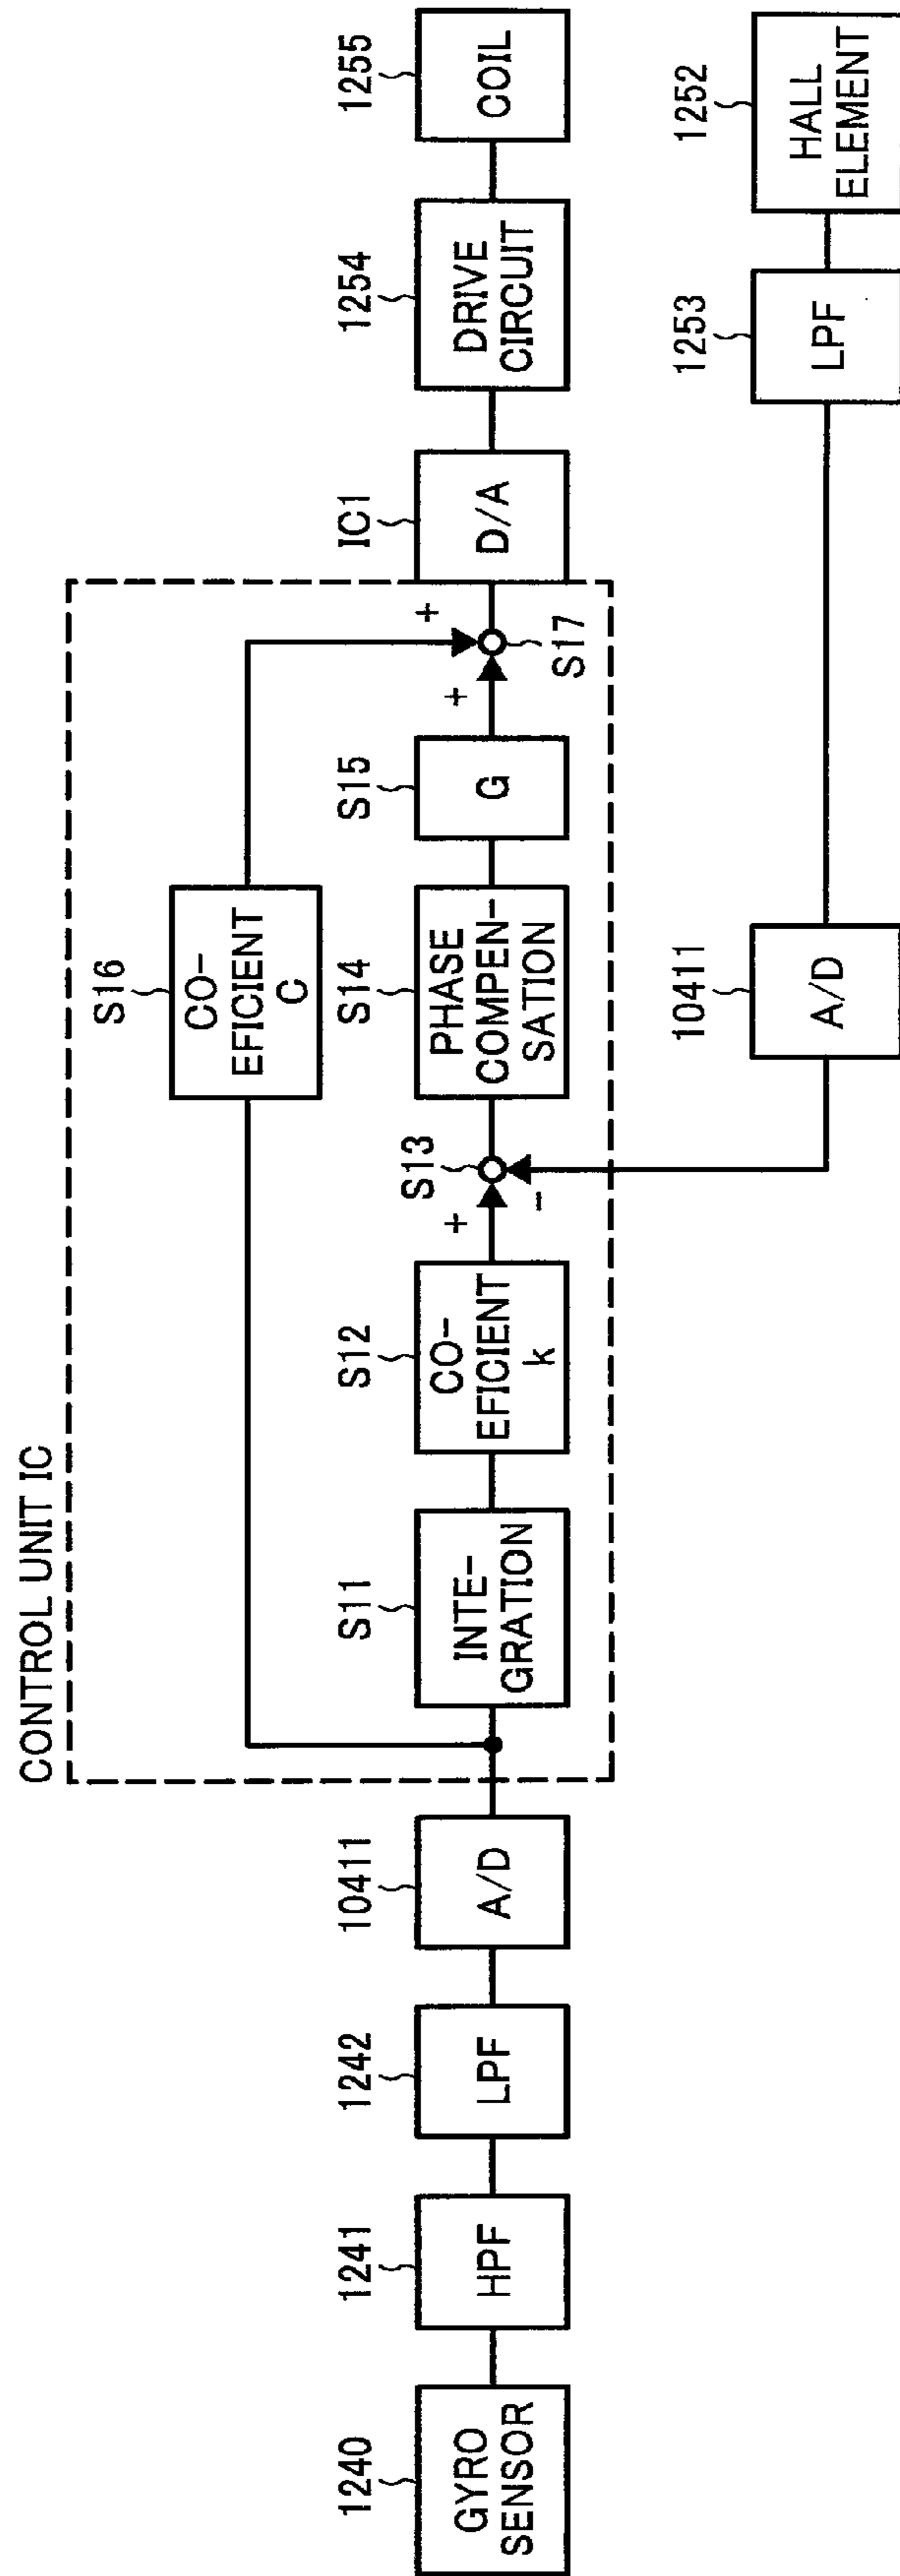 CONTROL UNIT IC
S16
CO-
EFICIENT
C
1240
GYRO
SENSOR
1241
HPF
1242
LPF
10411
A/D
S11
INTE-
GRATION
S12
CO-
EFICIENT
k
S13
+
-
S14
PHASE
COMPEN-
SATION
S15
G
+
+
S17
IC1
D/A
1254
DRIVE
CIRCUIT
1255
COIL
10411
A/D
1253
LPF
1252
HALL
ELEMENT